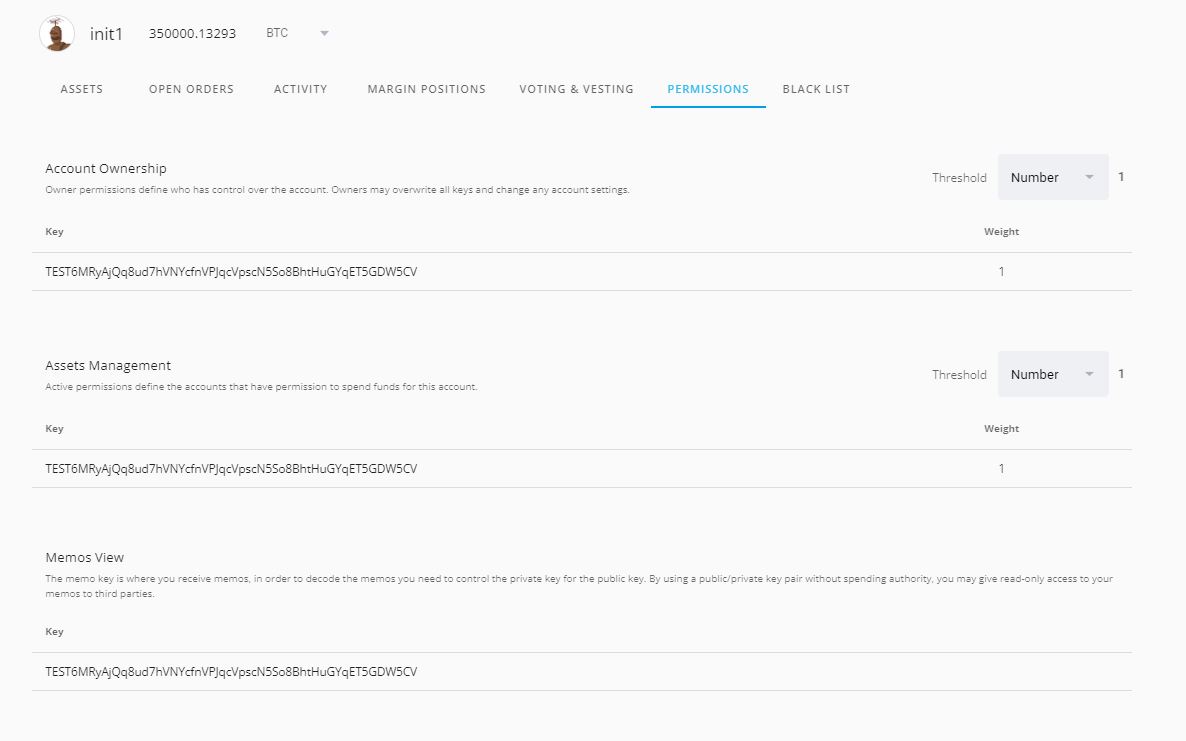 init1 350000.13293 BTC
ASSETS OPEN ORDERS ACTIVITY MARGIN POSITIONS VOTING & VESTING PERMISSIONS BLACK LIST
Account Ownership
Owner permissions define who has control over the account. Owners may overwrite all keys and change any account settings.
Threshold Number 1
Key Weight
TEST6MRyAjQq8ud7hVNYcfnVPJqcVpscN5So8BhtHuGYqET5GDW5CV 1
Assets Management
Active permissions define the accounts that have permission to spend funds for this account.
Threshold Number 1
Key Weight
TEST6MRyAjQq8ud7hVNYcfnVPJqcVpscN5So8BhtHuGYqET5GDW5CV 1
Memos View
The memo key is where you receive memos, in order to decode the memos you need to control the private key for the public key. By using a public/private key pair without spending authority, you may give read-only access to your
memos to third parties.
Key
TEST6MRyAjQq8ud7hVNYcfnVPJqcVpscN5So8BhtHuGYqET5GDW5CV